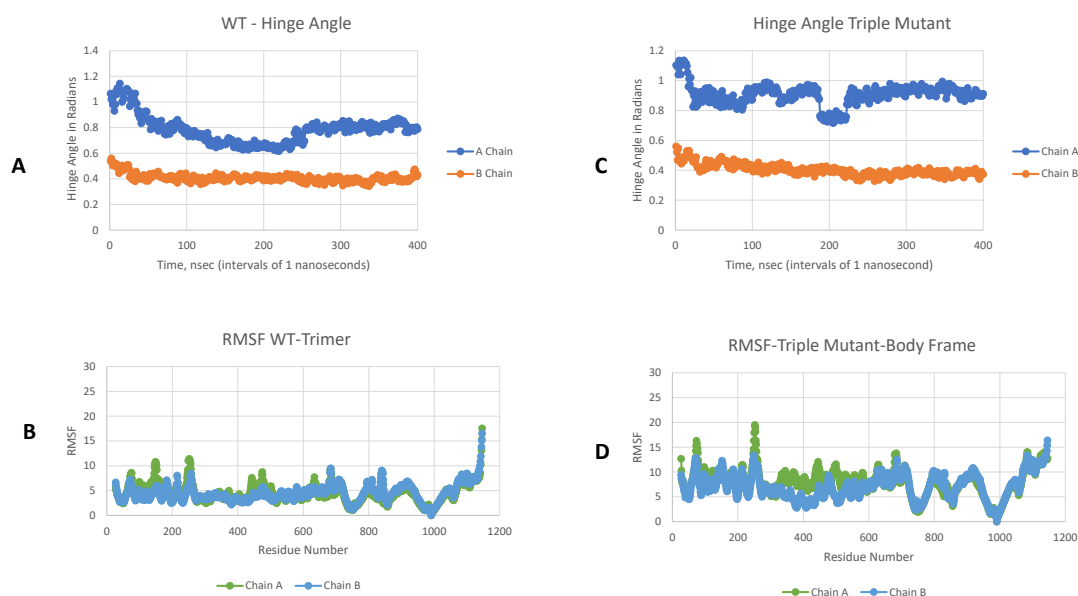 A
WT - Hinge Angle
Hinge Angle in Radians
1.4
1.2
1
0.8
0.6
0.4
0.2
0
0 100 200 300 400
Time, nsec (intervals of 1 nanoseconds)
A Chain
B Chain
C
Hinge Angle Triple Mutant
Hinge Angle in Radians
1.2
1
0.8
0.6
0.4
0.2
0
0 100 200 300 400
Time, nsec (intervals of 1 nanosecond)
Chain A
Chain B
B
RMSF WT-Trimer
RMSF
30
25
20
15
10
5
0
0 200 400 600 800 1000 1200
Residue Number
Chain A Chain B
D
RMSF-Triple Mutant-Body Frame
RMSF
30
25
20
15
10
5
0
0 200 400 600 800 1000 1200
Residue Number
Chain A Chain B